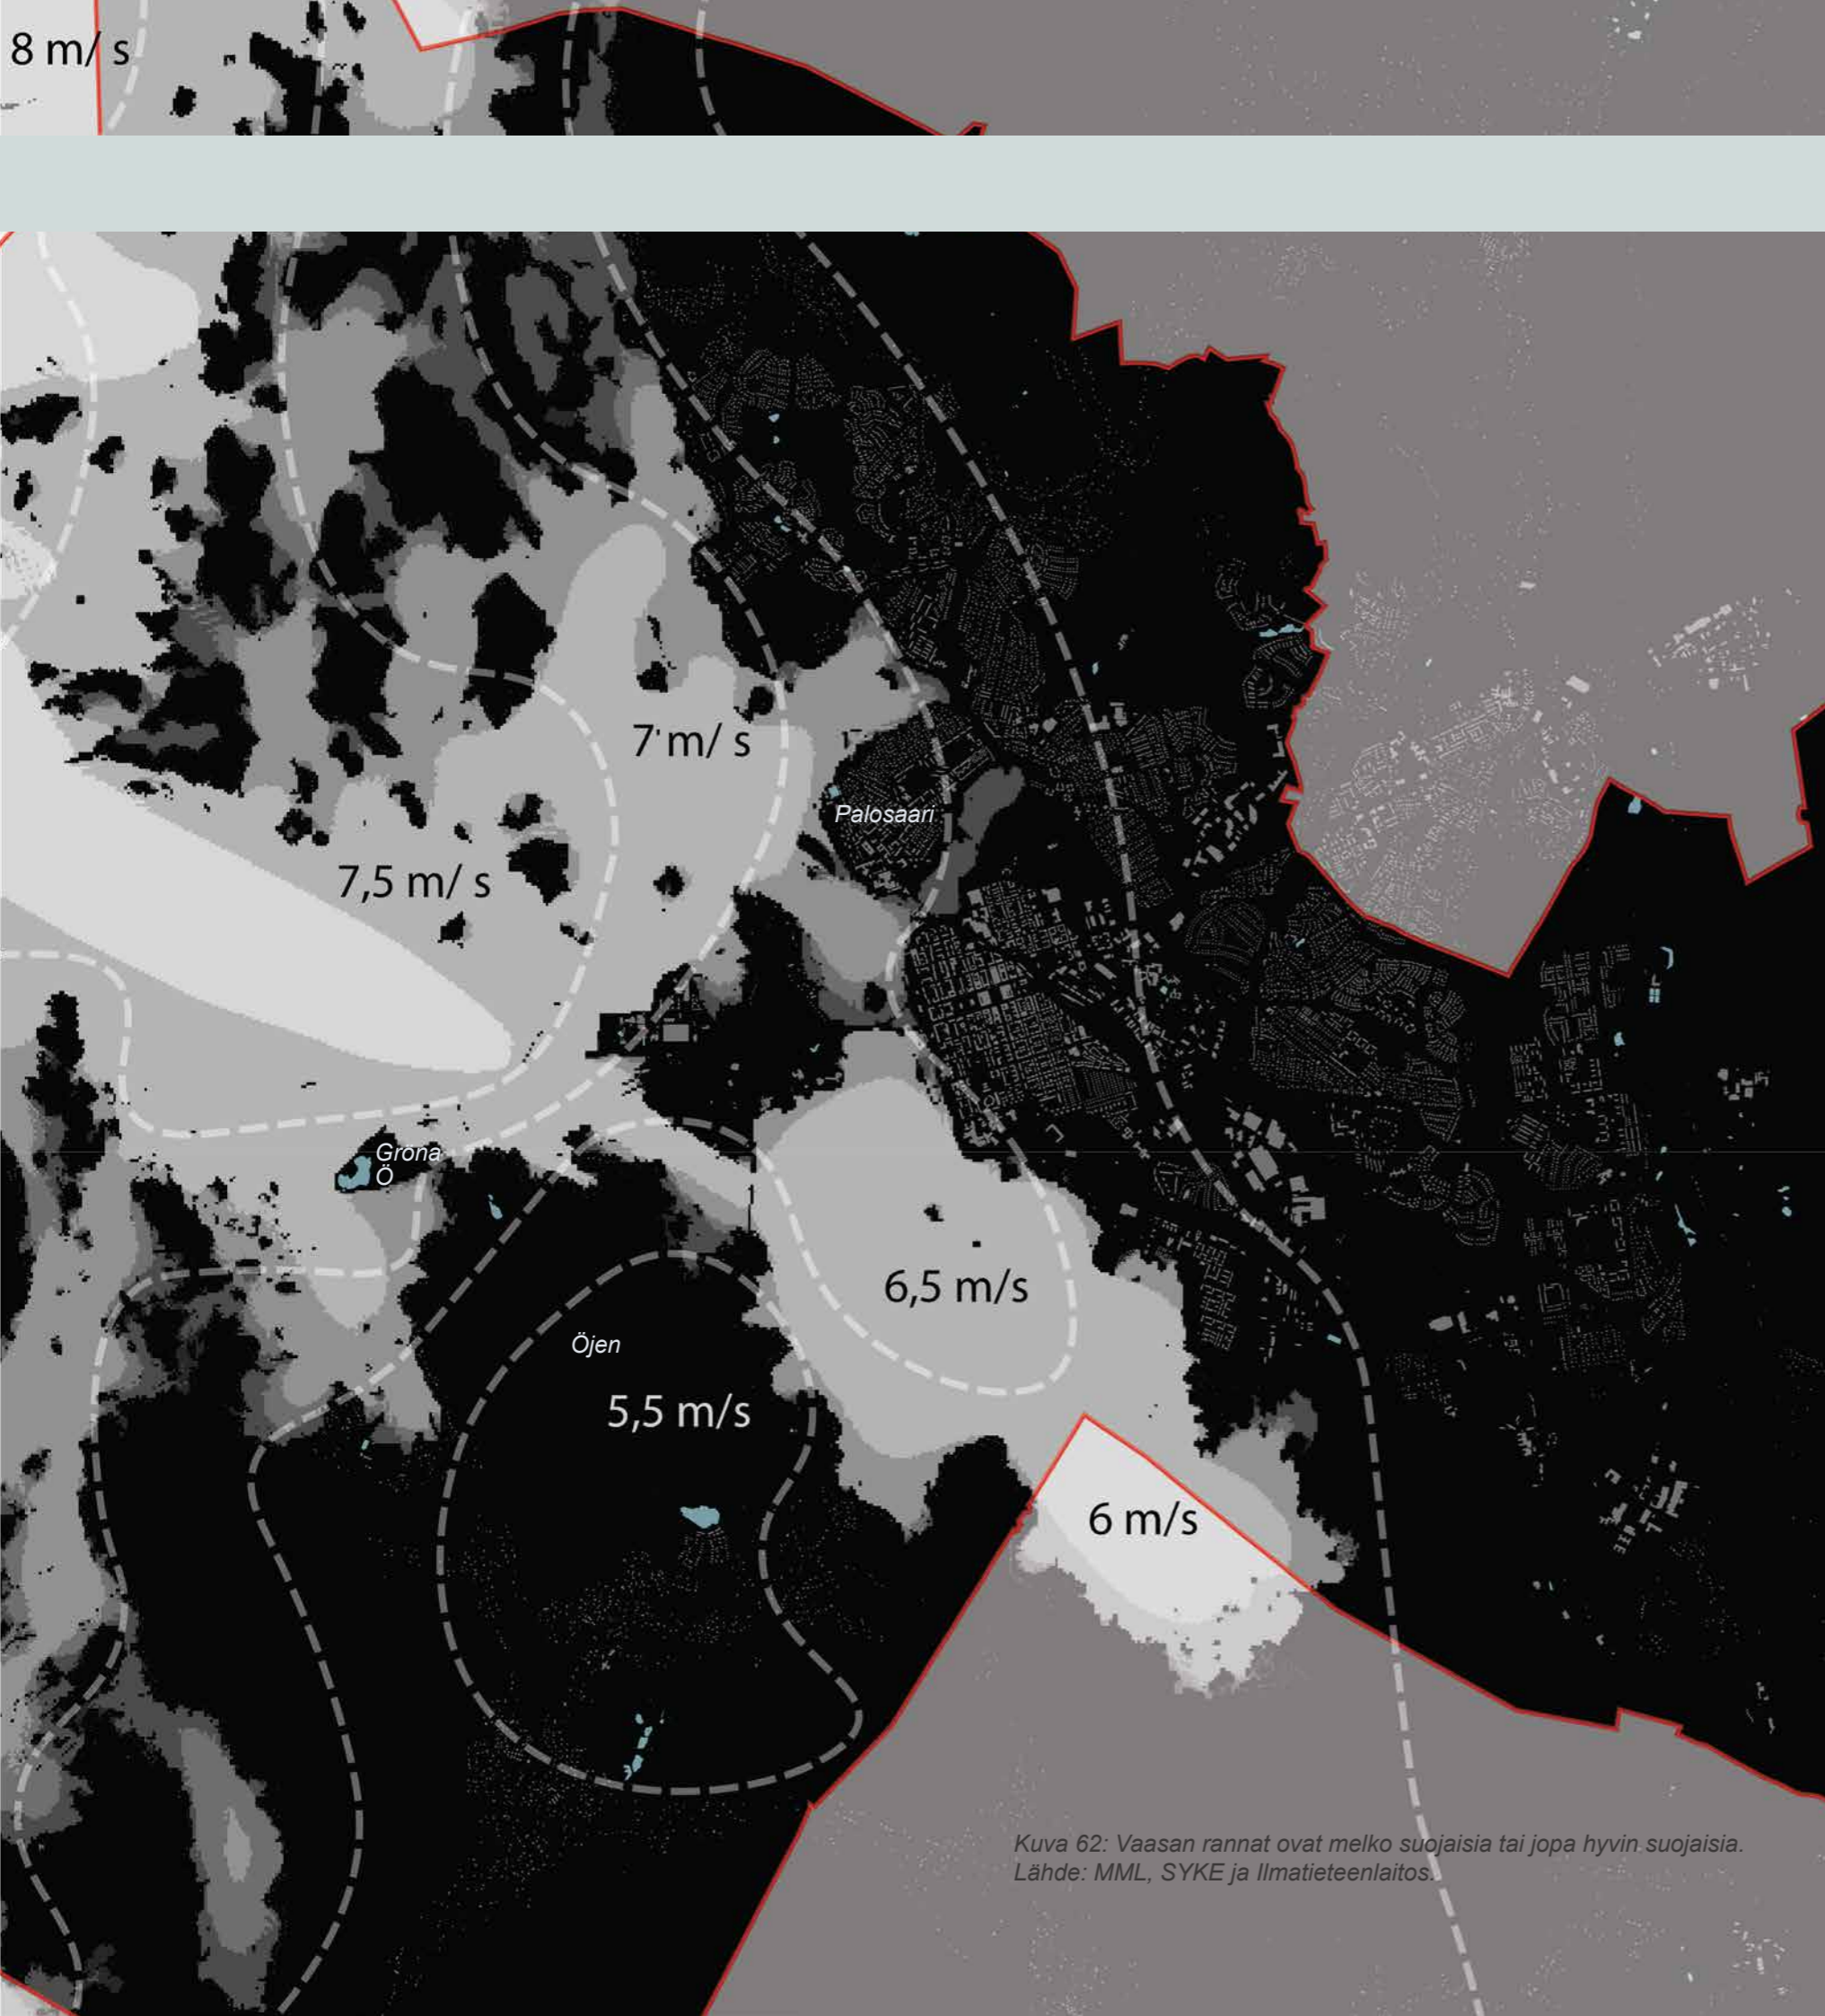 8 m/ s
7 m/ s
Palosaari
7,5 m/ s
Grona
Ö
6,5 m/s
Öjen
5,5 m/s
6 m/s
Kuva 62: Vaasan rannat ovat melko suojaisia tai jopa hyvin suojaisia.
Lähde: MML, SYKE ja Ilmatieteenlaitos.